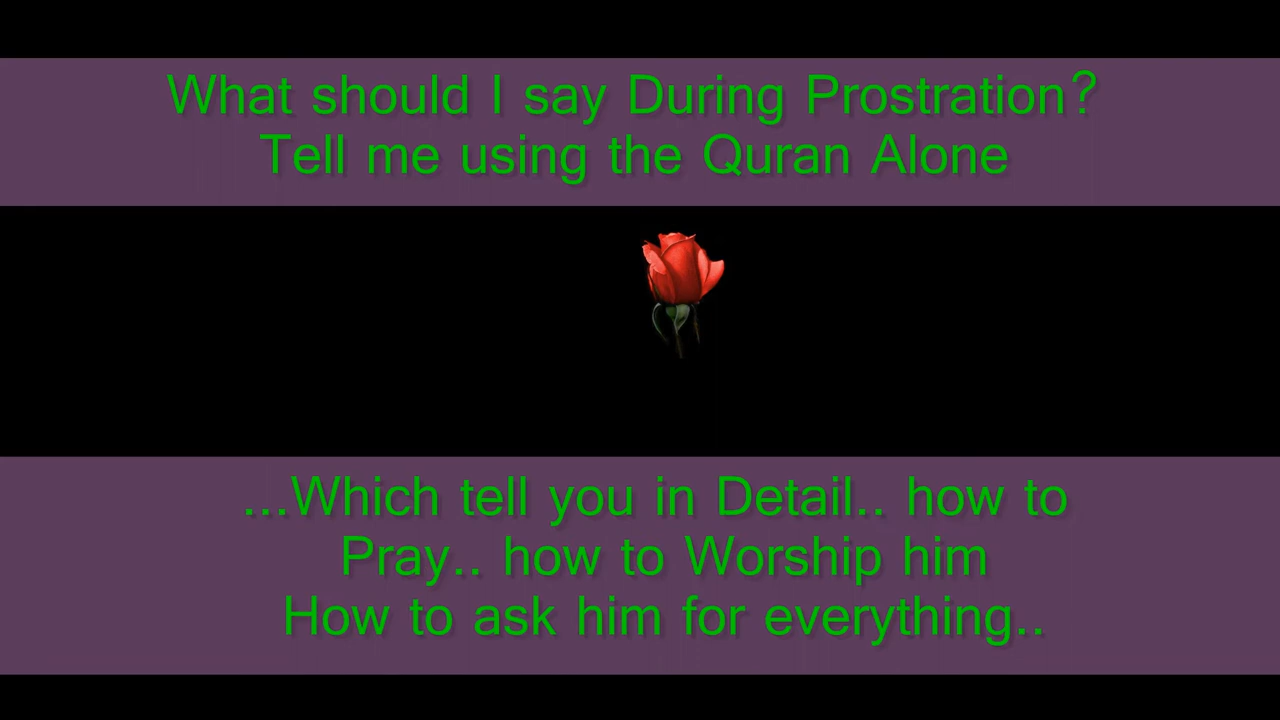 What should I say During Prostration?
Tell me using the Quran Alone
...Which tell you in Detail.. how to
Pray.. how to Worship him
How to ask him for everything..